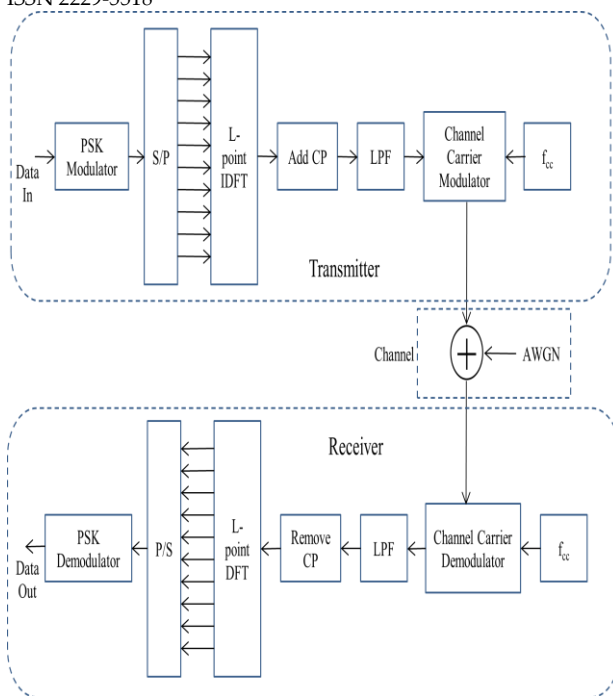 ISSN 2229-5518
Data
In
PSK
Modulator
S/P
L-
point
IDFT
Add CP
LPF
Channel
Carrier
Modulator
fcc
Transmitter
Channel
+
AWGN
Receiver
Data
Out
PSK
Demodulator
P/S
L-
point
DFT
Remove
CP
LPF
Channel Carrier
Demodulator
fcc